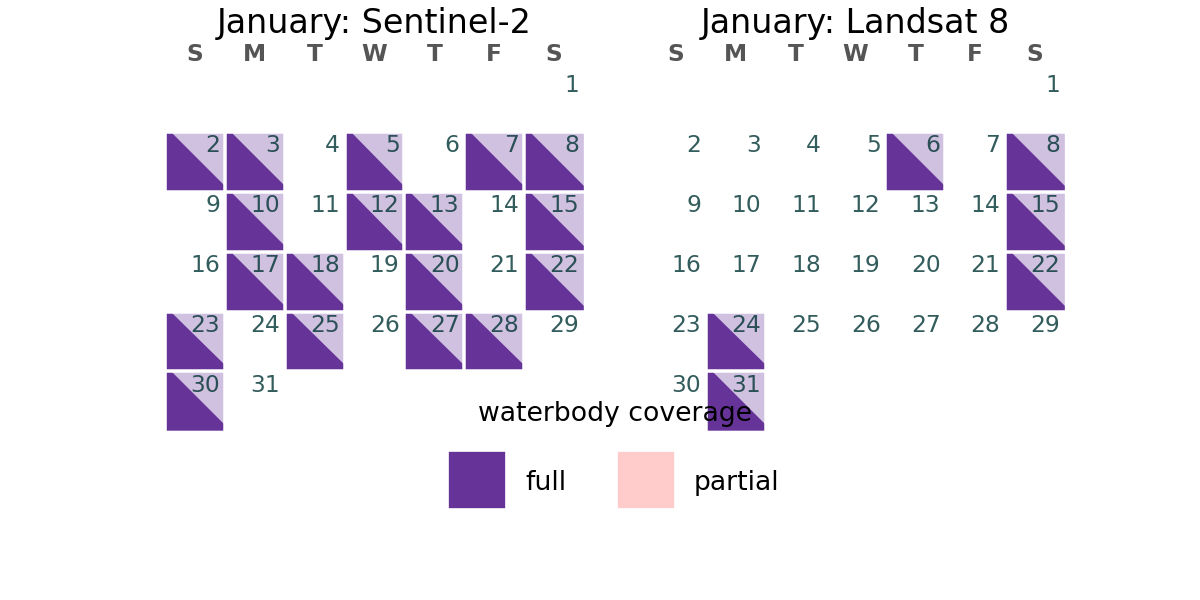 January: Sentinel-2
S M T W T F S
1
2 3 4 5 6 7 8
9 10 11 12 13 14 15
16 17 18 19 20 21 22
23 24 25 26 27 28 29
30 31
January: Landsat 8
S M T W T F S
1
2 3 4 5 6 7 8
9 10 11 12 13 14 15
16 17 18 19 20 21 22
23 24 25 26 27 28 29
30 31
waterbody coverage
full partial